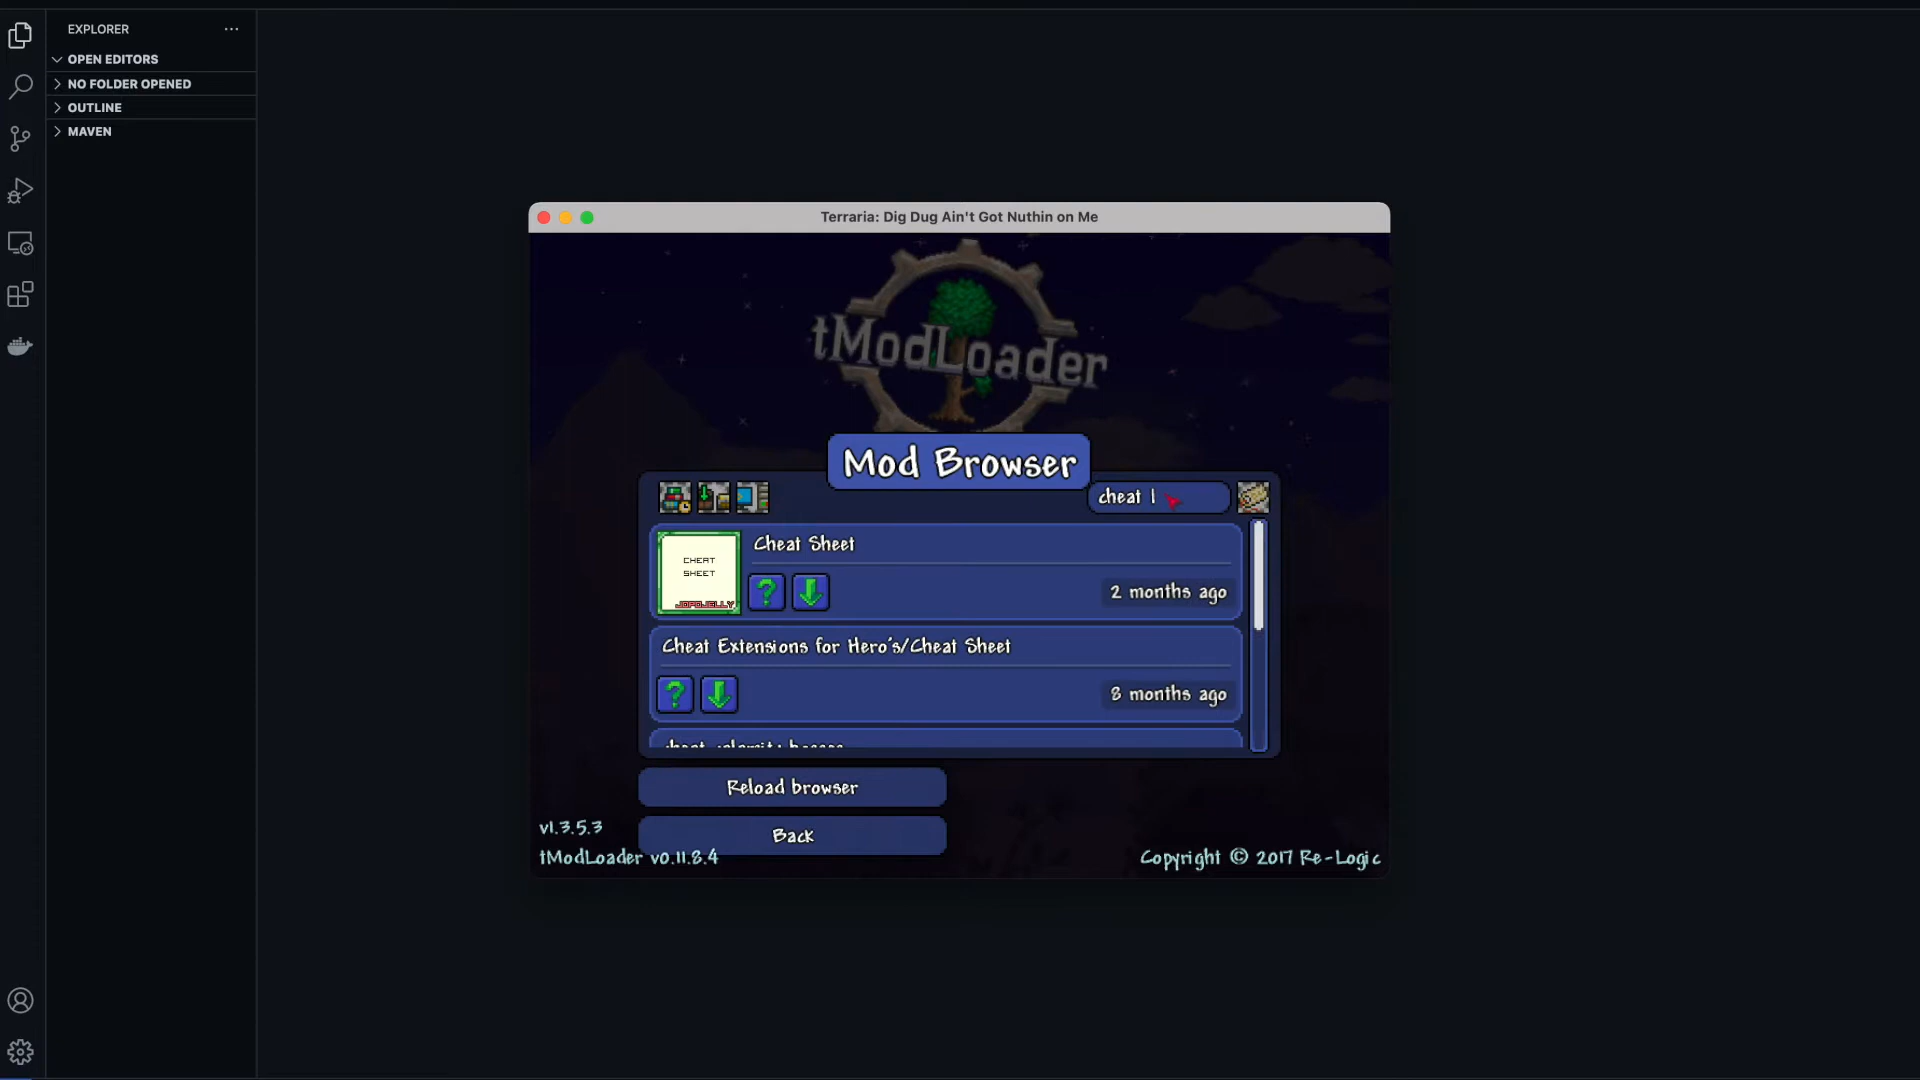 EXPLORER
OPEN EDITORS
NO FOLDER OPENED
OUTLINE
MAVEN
Terraria: Dig Dug Ain't Got Nuthin on Me
tModLoader
Mod Browser
cheat |
CHEAT
SHEET
JOPOJELLY
Cheat Sheet
?
2 months ago
Cheat Extensions for Hero's/Cheat Sheet
?
8 months ago
Reload browser
Back
v1.3.5.3
tModLoader v0.11.8.4
Copyright © 2017 Re-Logic